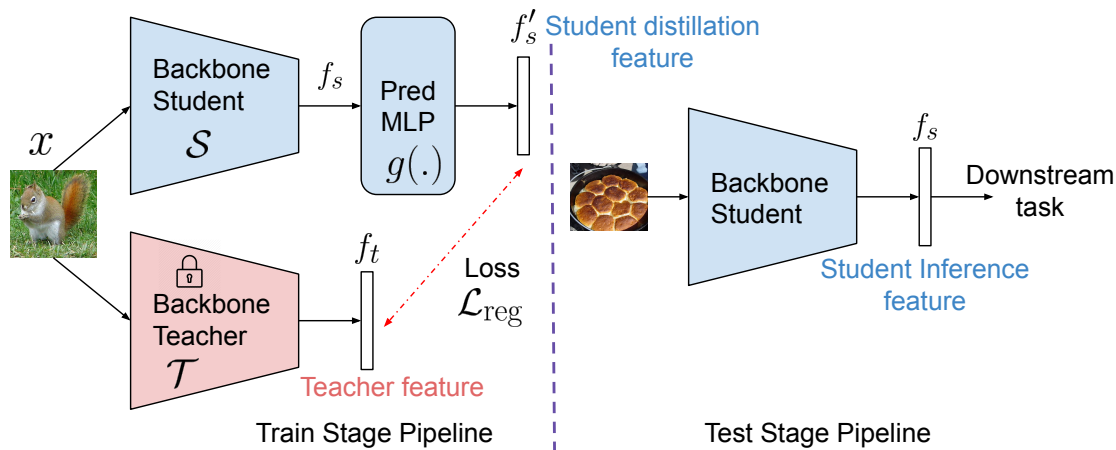 x
Backbone
Student
𝒮
f_s
Pred
MLP
g(.)
f'_s
Student distillation
feature
Backbone
Teacher
𝒯
f_t
Teacher feature
Loss
ℒ_reg
Train Stage Pipeline
Backbone
Student
f_s
Downstream
task
Student Inference
feature
Test Stage Pipeline